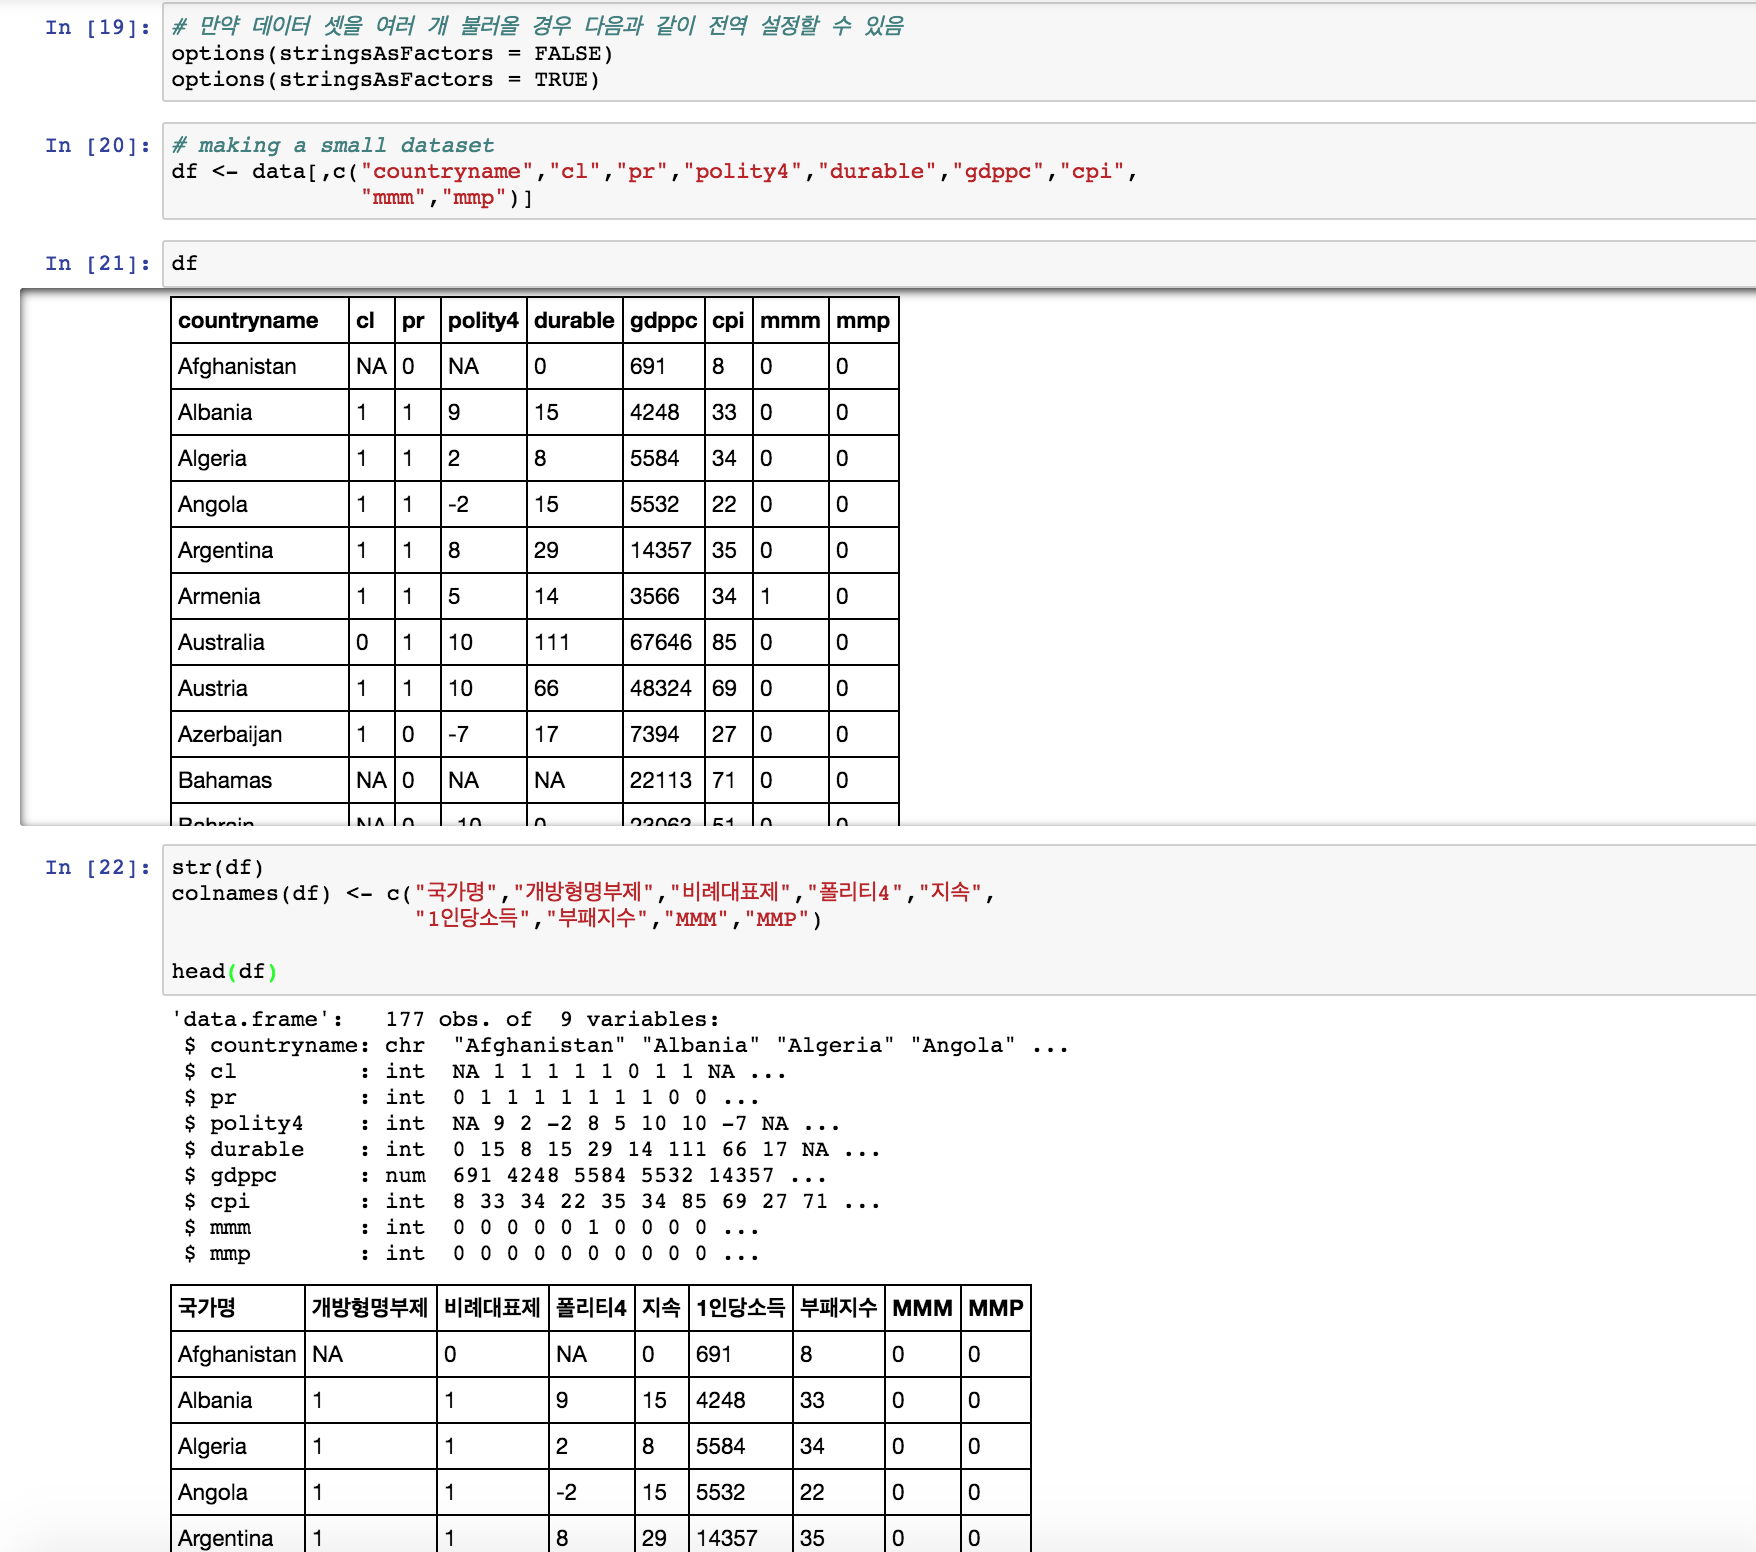 In [19]: # 만약 데이터 셋을 여러 개 불러올 경우 다음과 같이 전역 설정할 수 있음
options(stringsAsFactors = FALSE)
options(stringsAsFactors = TRUE)
In [20]: # making a small dataset
df <- data[,c("countryname","cl","pr","polity4","durable","gdppc","cpi",
"mmm","mmp")]
In [21]: df
countryname cl pr polity4 durable gdppc cpi mmm mmp
Afghanistan NA 0 NA 0 691 8 0 0
Albania 1 1 9 15 4248 33 0 0
Algeria 1 1 2 8 5584 34 0 0
Angola 1 1 -2 15 5532 22 0 0
Argentina 1 1 8 29 14357 35 0 0
Armenia 1 1 5 14 3566 34 1 0
Australia 0 1 10 111 67646 85 0 0
Austria 1 1 10 66 48324 69 0 0
Azerbaijan 1 0 -7 17 7394 27 0 0
Bahamas NA 0 NA NA 22113 71 0 0
Bahrain NA 0 -10 0 23063 51 0 0
In [22]: str(df)
colnames(df) <- c("국가명","개방형명부제","비례대표제","폴리티4","지속",
"1인당소득","부패지수","MMM","MMP")
head(df)
'data.frame': 177 obs. of 9 variables:
$ countryname: chr "Afghanistan" "Albania" "Algeria" "Angola" ...
$ cl : int NA 1 1 1 1 1 0 1 1 NA ...
$ pr : int 0 1 1 1 1 1 1 1 0 0 ...
$ polity4 : int NA 9 2 -2 8 5 10 10 -7 NA ...
$ durable : int 0 15 8 15 29 14 111 66 17 NA ...
$ gdppc : num 691 4248 5584 5532 14357 ...
$ cpi : int 8 33 34 22 35 34 85 69 27 71 ...
$ mmm : int 0 0 0 0 0 1 0 0 0 0 ...
$ mmp : int 0 0 0 0 0 0 0 0 0 0 ...
국가명 개방형명부제 비례대표제 폴리티4 지속 1인당소득 부패지수 MMM MMP
Afghanistan NA 0 NA 0 691 8 0 0
Albania 1 1 9 15 4248 33 0 0
Algeria 1 1 2 8 5584 34 0 0
Angola 1 1 -2 15 5532 22 0 0
Argentina 1 1 8 29 14357 35 0 0